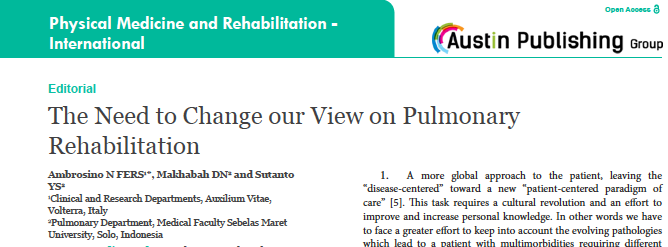 Physical Medicine and Rehabilitation -
International
Open Access
Austin Publishing Group
Editorial
The Need to Change our View on Pulmonary
Rehabilitation
Ambrosino N FERS¹*, Makhabah DN² and Sutanto
YS²
¹Clinical and Research Departments, Auxilium Vitae,
Volterra, Italy
²Pulmonary Department, Medical Faculty Sebelas Maret
University, Solo, Indonesia
1. A more global approach to the patient, leaving the
“disease-centered” toward a new “patient-centered paradigm of
care” [5]. This task requires a cultural revolution and an effort to
improve and increase personal knowledge. In other words we have
to face a greater effort to keep into account the evolving pathologies
which lead to a patient with multimorbidities requiring different